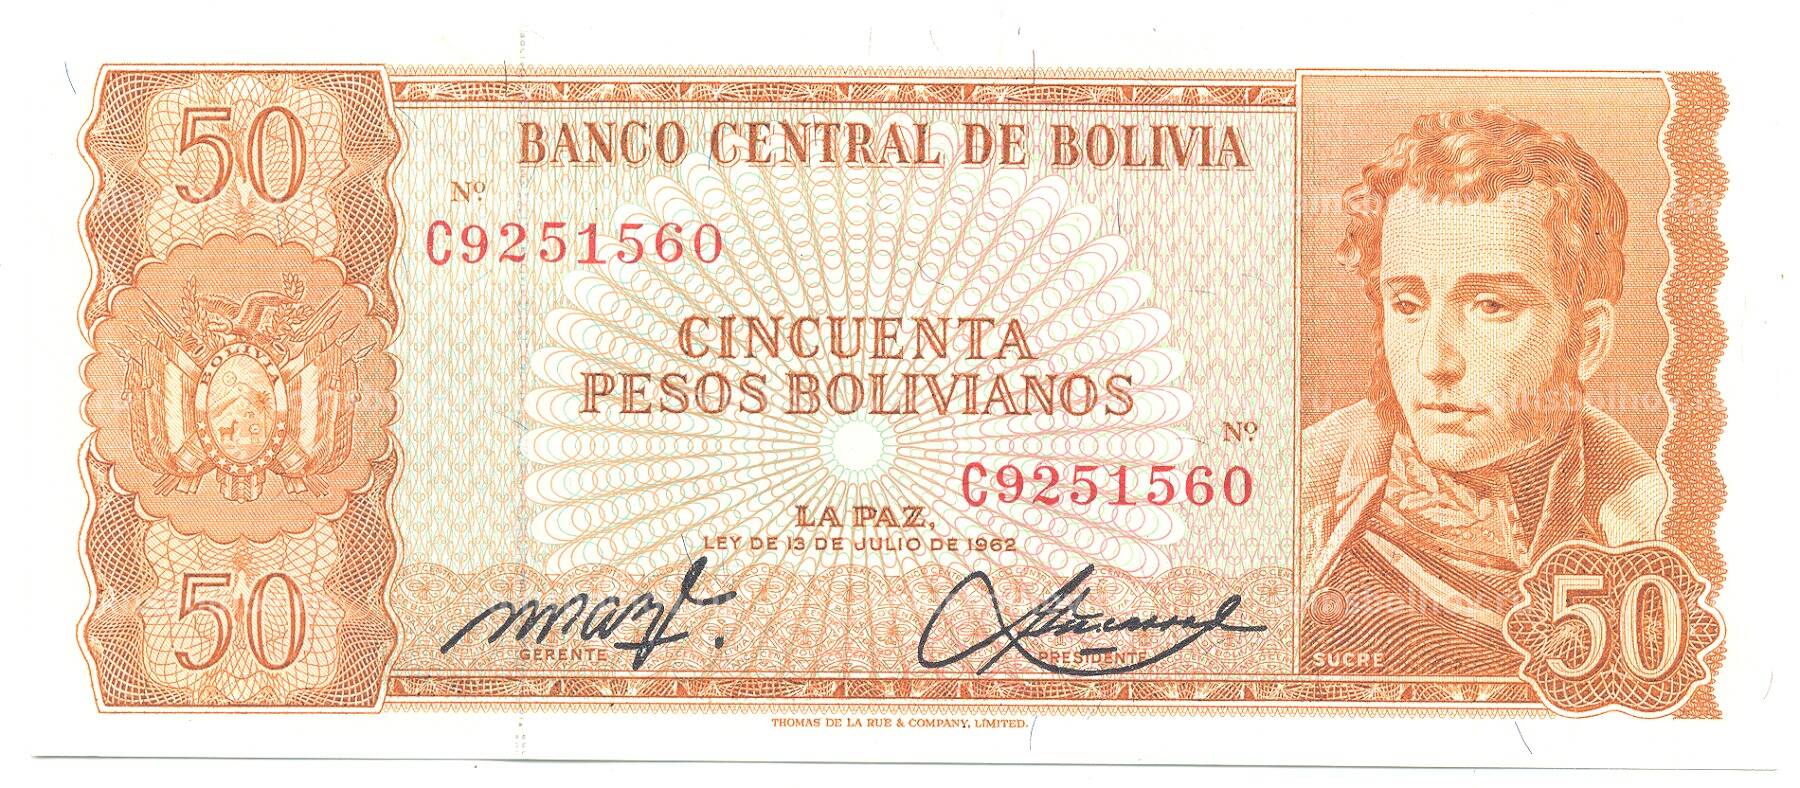 50
BANCO CENTRAL DE BOLIVIA
Nº
C9251560
CINCUENTA
PESOS BOLIVIANOS
BOLIVIA
Nº
C9251560
LA PAZ,
LEY DE 13 DE JULIO DE 1962
50
GERENTE
PRESIDENTE
SUCRE
50
THOMAS DE LA RUE & COMPANY, LIMITED.